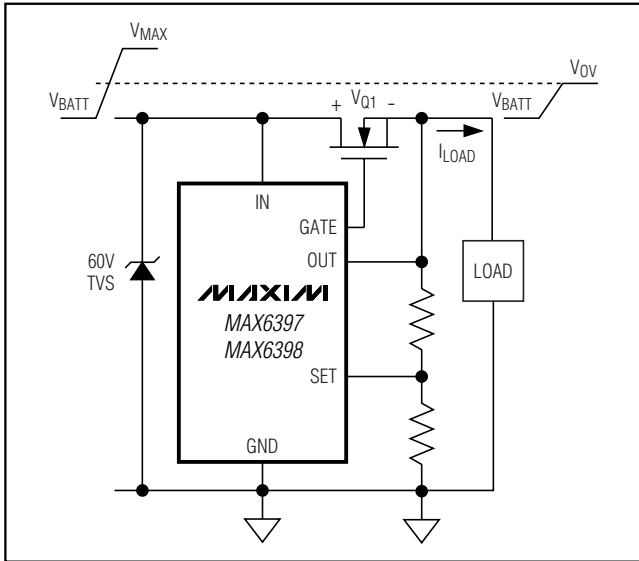 VMAX
VBATT
+ VQ1 -
VBATT
VOV
ILOAD
IN
GATE
OUT
60V
TVS
LOAD
MAXIM
MAX6397
MAX6398
SET
GND